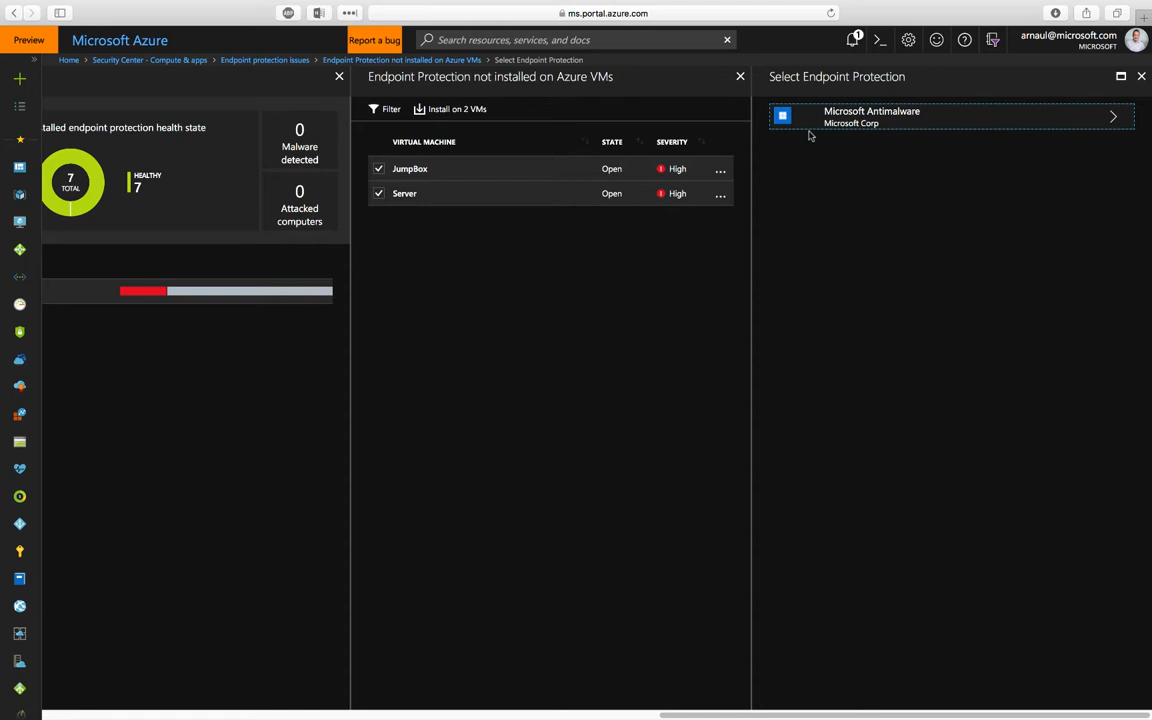 ms.portal.azure.com
ABP
Preview
Microsoft Azure
Report a bug
Search resources, services, and docs
1
arnaul@microsoft.com
MICROSOFT
Home
Security Center - Compute & apps
Endpoint protection issues
Endpoint Protection not installed on Azure VMs
Select Endpoint Protection
talled endpoint protection health state
7
TOTAL
HEALTHY
7
0
Malware
detected
0
Attacked
computers
Endpoint Protection not installed on Azure VMs
Filter
Install on 2 VMs
VIRTUAL MACHINE STATE SEVERITY
JumpBox Open High
Server Open High
Select Endpoint Protection
Microsoft Antimalware
Microsoft Corp